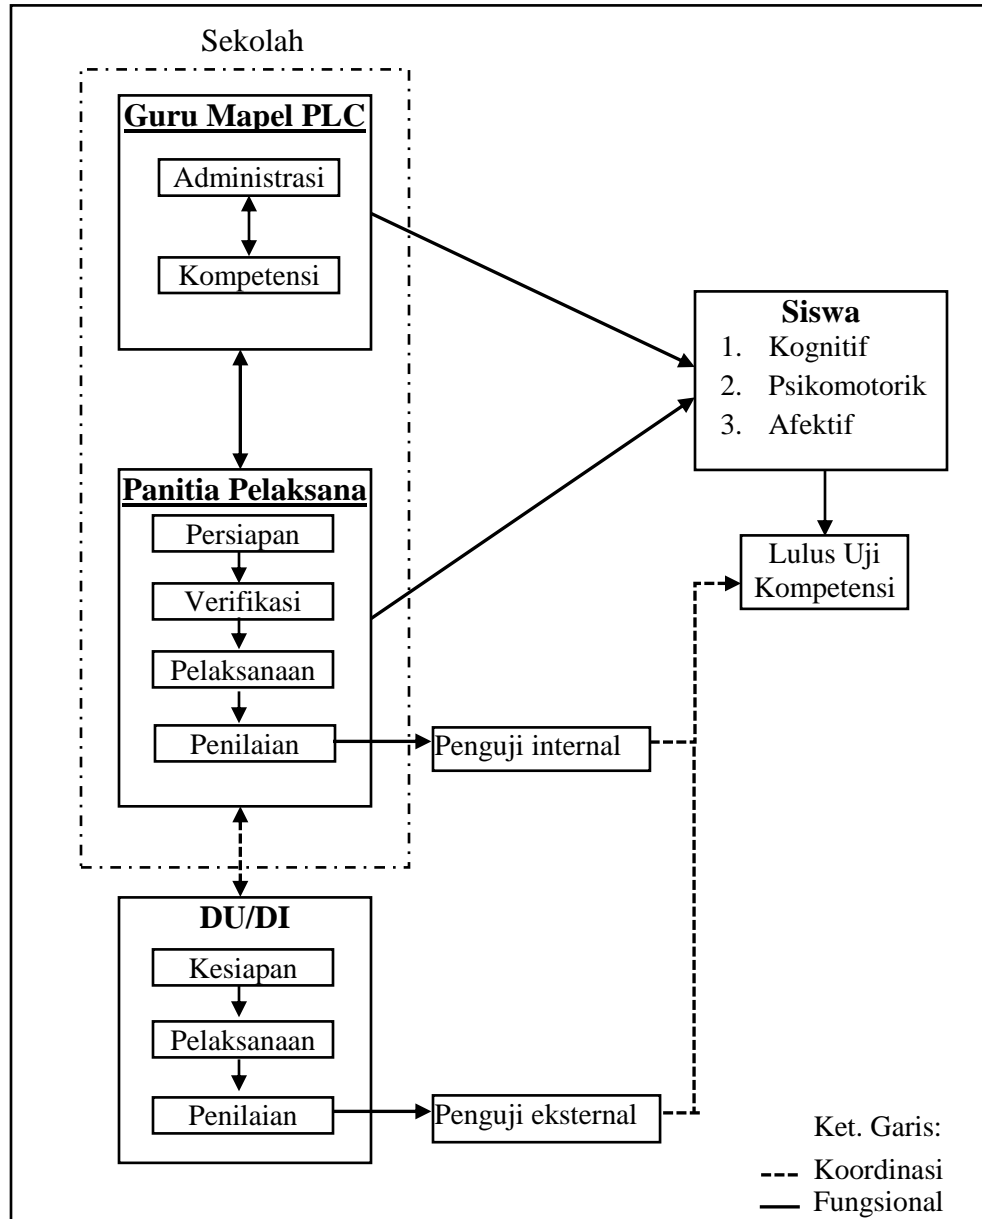 Sekolah
Guru Mapel PLC
Administrasi
Kompetensi
Siswa
1. Kognitif
2. Psikomotorik
3. Afektif
Panitia Pelaksana
Persiapan
Verifikasi
Pelaksanaan
Penilaian
Lulus Uji
Kompetensi
Penguji internal
DU/DI
Kesiapan
Pelaksanaan
Penilaian
Penguji eksternal
Ket. Garis:
Koordinasi
Fungsional